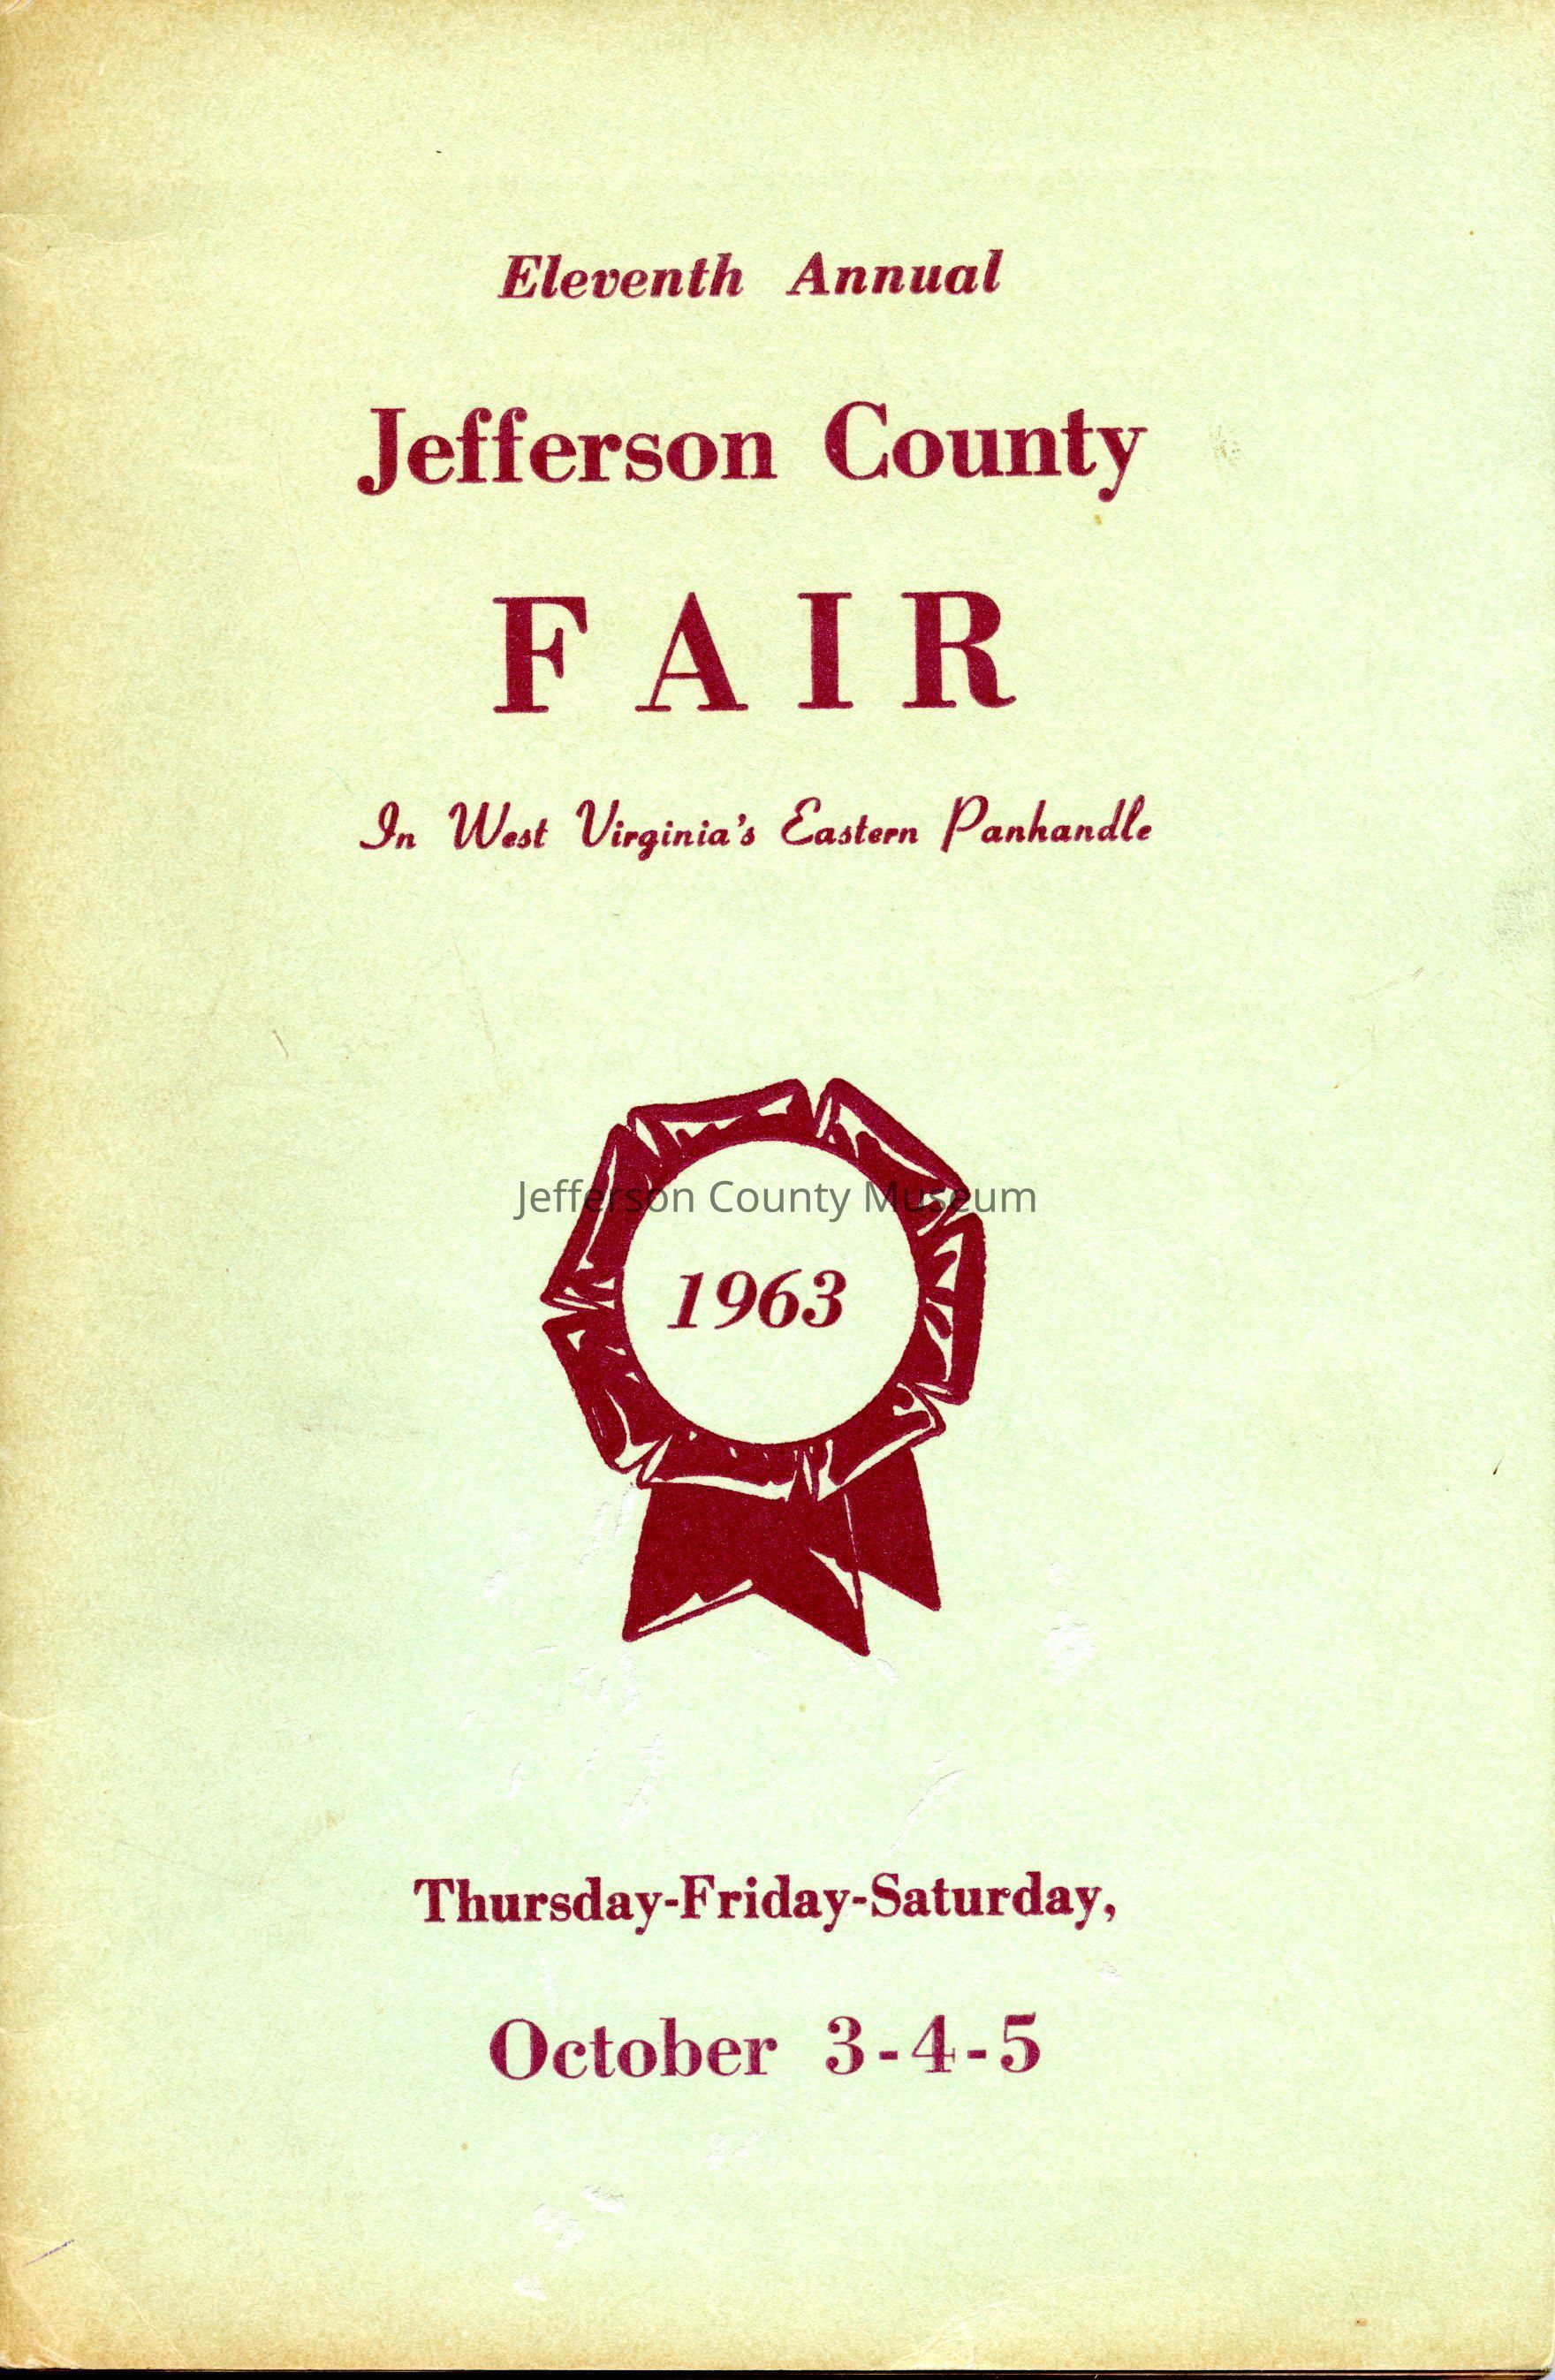 Eleventh Annual
Jefferson County
FAIR
In West Virginia's Eastern Panhandle
Jefferson County Museum
1963
Thursday-Friday-Saturday,
October 3-4-5